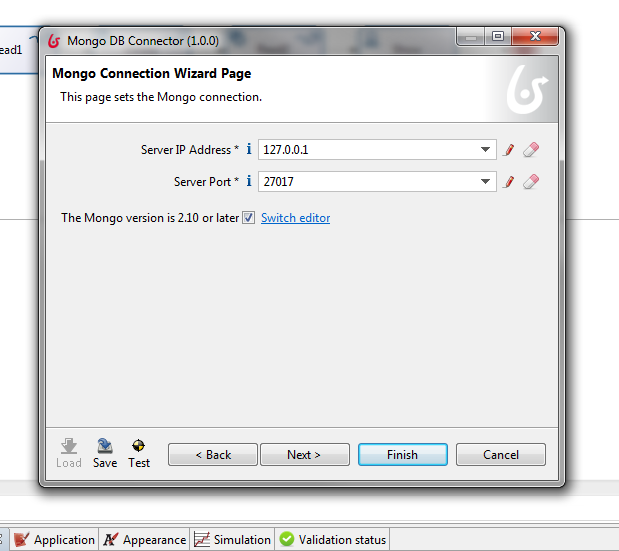 ead1
Mongo DB Connector (1.0.0)
Mongo Connection Wizard Page
This page sets the Mongo connection.
Server IP Address * i 127.0.0.1
Server Port * i 27017
The Mongo version is 2.10 or later Switch editor
Load Save Test < Back Next > Finish Cancel
Application Appearance Simulation Validation status